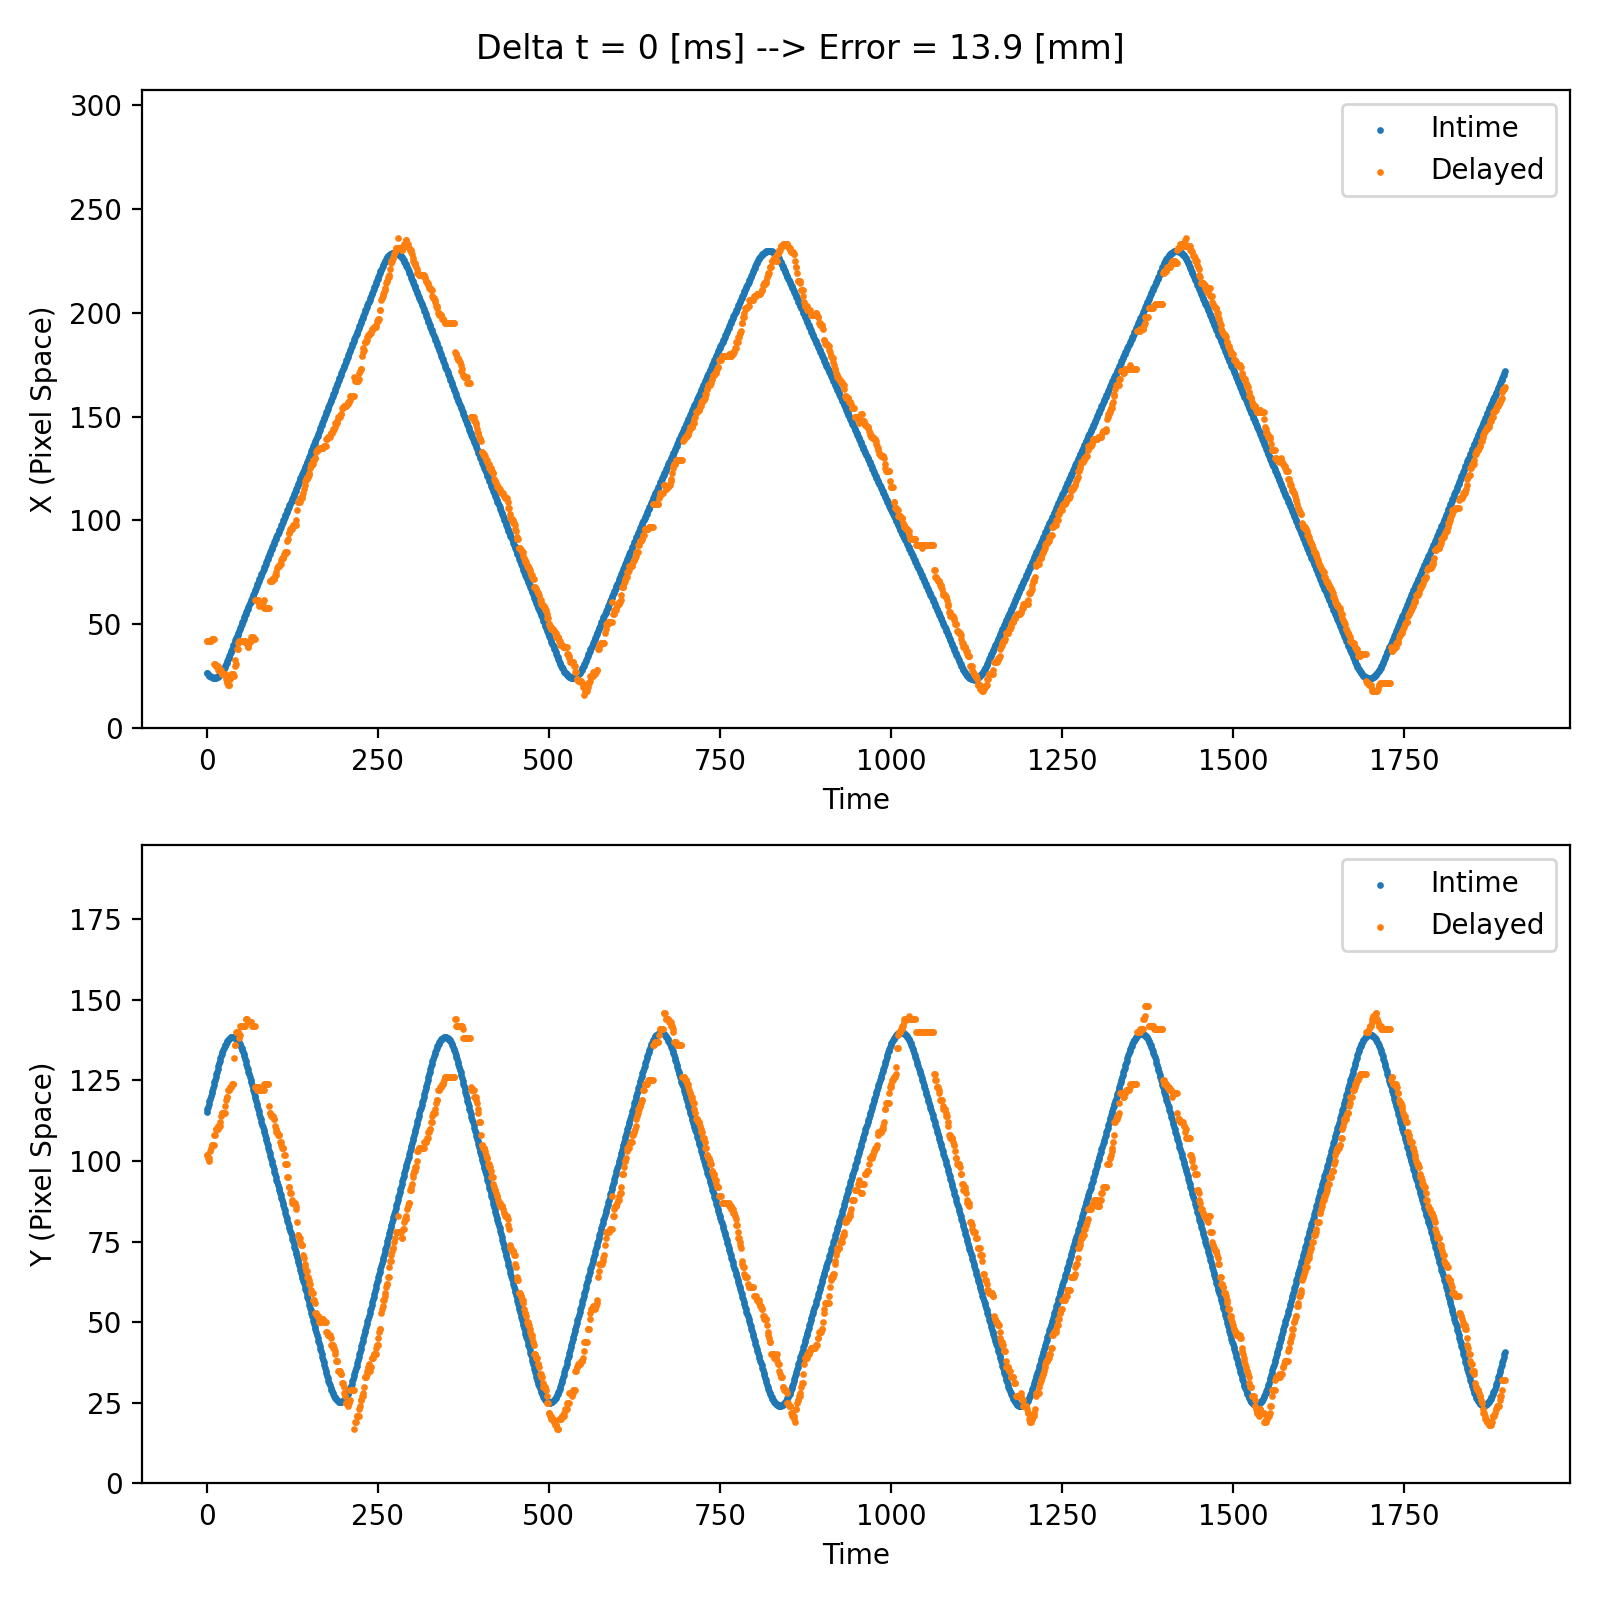 Delta t = 0 [ms] --> Error = 13.9 [mm]
300
250
200
150
100
50
0
X (Pixel Space)
Intime
Delayed
0 250 500 750 1000 1250 1500 1750
Time
175
150
125
100
75
50
25
0
Y (Pixel Space)
Intime
Delayed
0 250 500 750 1000 1250 1500 1750
Time